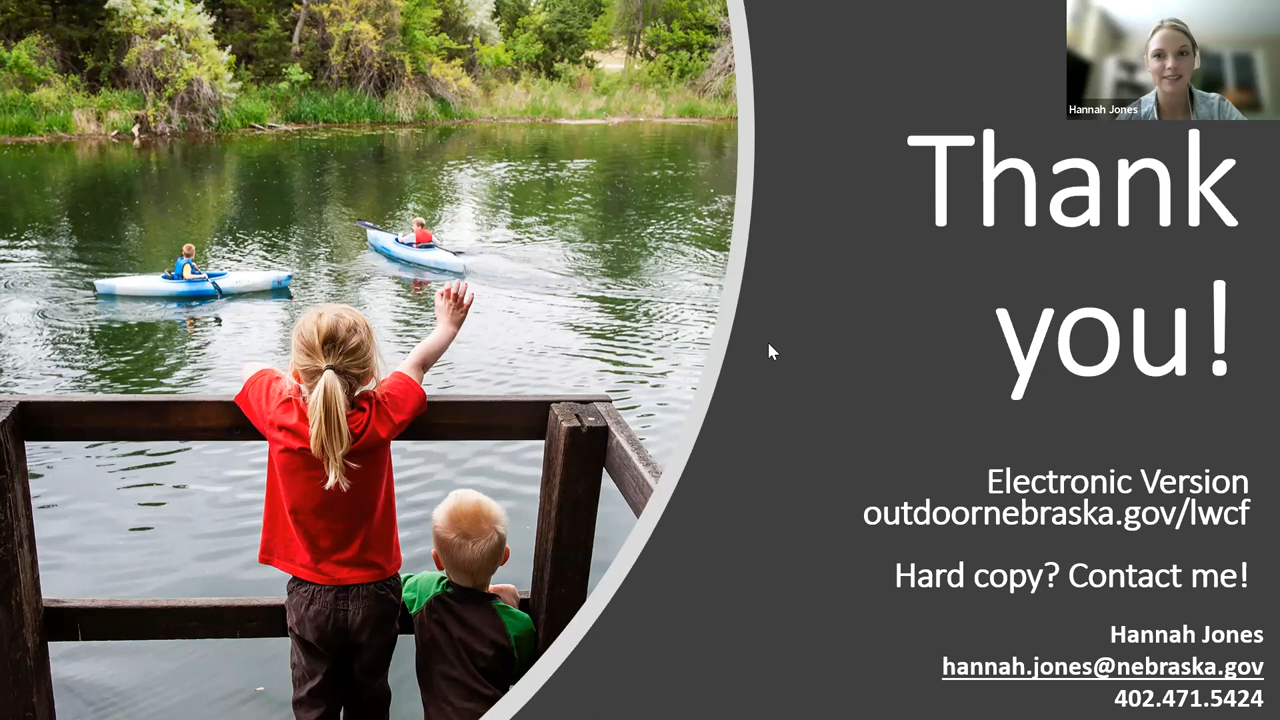 Hannah Jones
Thank
you!
Electronic Version
outdoornebraska.gov/lwcf
Hard copy? Contact me!
Hannah Jones
hannah.jones@nebraska.gov
402.471.5424